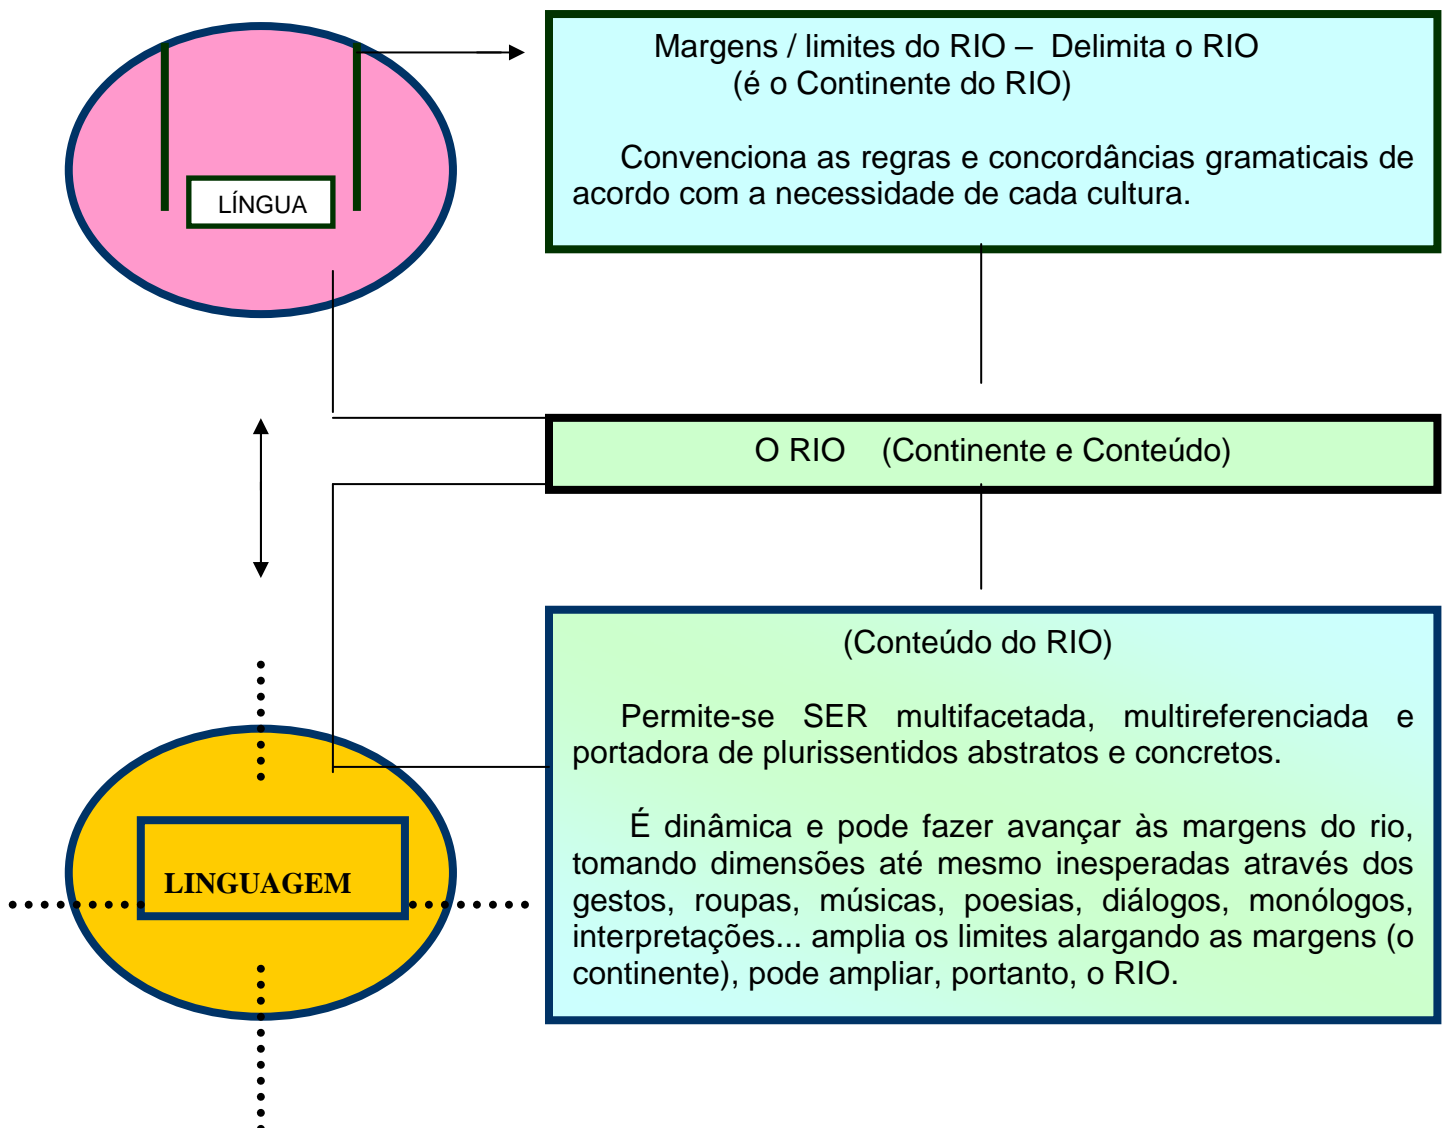 Margens / limites do RIO – Delimita o RIO
(é o Continente do RIO)
Convenciona as regras e concordâncias gramaticais de
acordo com a necessidade de cada cultura.
LÍNGUA
O RIO (Continente e Conteúdo)
(Conteúdo do RIO)
Permite-se SER multifacetada, multireferenciada e
portadora de plurissentidos abstratos e concretos.
É dinâmica e pode fazer avançar às margens do rio,
tomando dimensões até mesmo inesperadas através dos
gestos, roupas, músicas, poesias, diálogos, monólogos,
interpretações... amplia os limites alargando as margens (o
continente), pode ampliar, portanto, o RIO.
LINGUAGEM